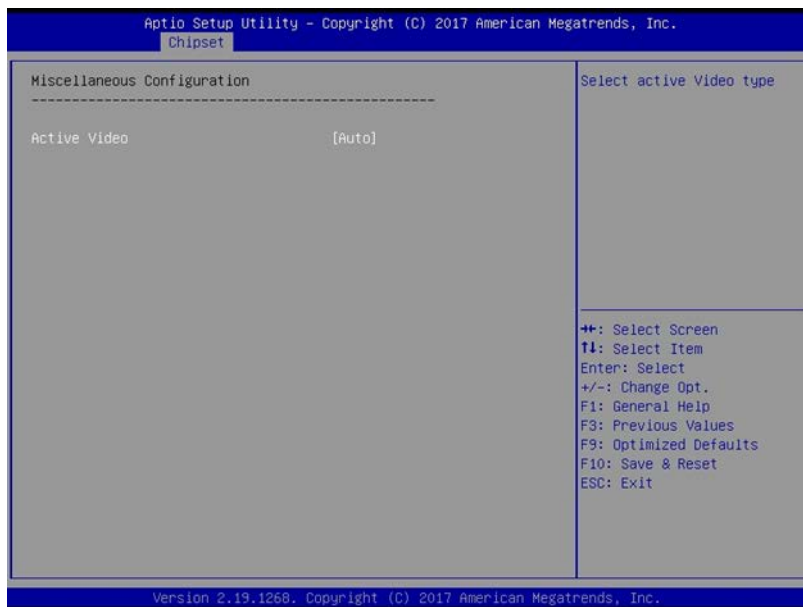 Aptio Setup Utility – Copyright (C) 2017 American Megatrends, Inc.
Chipset
Miscellaneous Configuration
--------------------------------------------------
Active Video [Auto]
Select active Video type
→←: Select Screen
↑↓: Select Item
Enter: Select
+/-: Change Opt.
F1: General Help
F3: Previous Values
F9: Optimized Defaults
F10: Save & Reset
ESC: Exit
Version 2.19.1268. Copyright (C) 2017 American Megatrends, Inc.